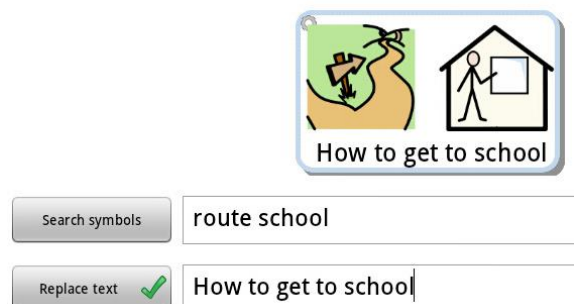 How to get to school
Search symbols
route school
Replace text
How to get to school